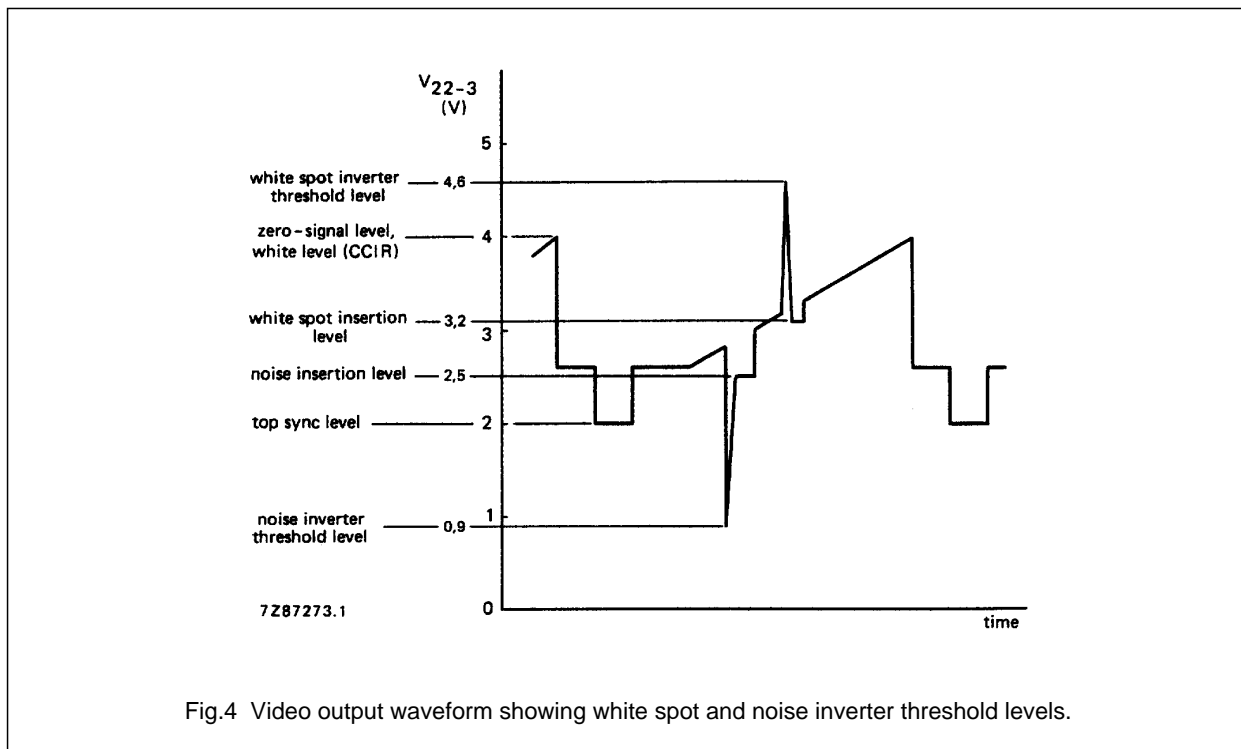 V22-3
(V)
5
white spot inverter
threshold level
4,6
zero-signal level,
white level (CCIR)
4
white spot insertion
level
3,2
3
noise insertion level
2,5
top sync level
2
1
noise inverter
threshold level
0,9
7Z87273.1
0
time
Fig.4 Video output waveform showing white spot and noise inverter threshold levels.